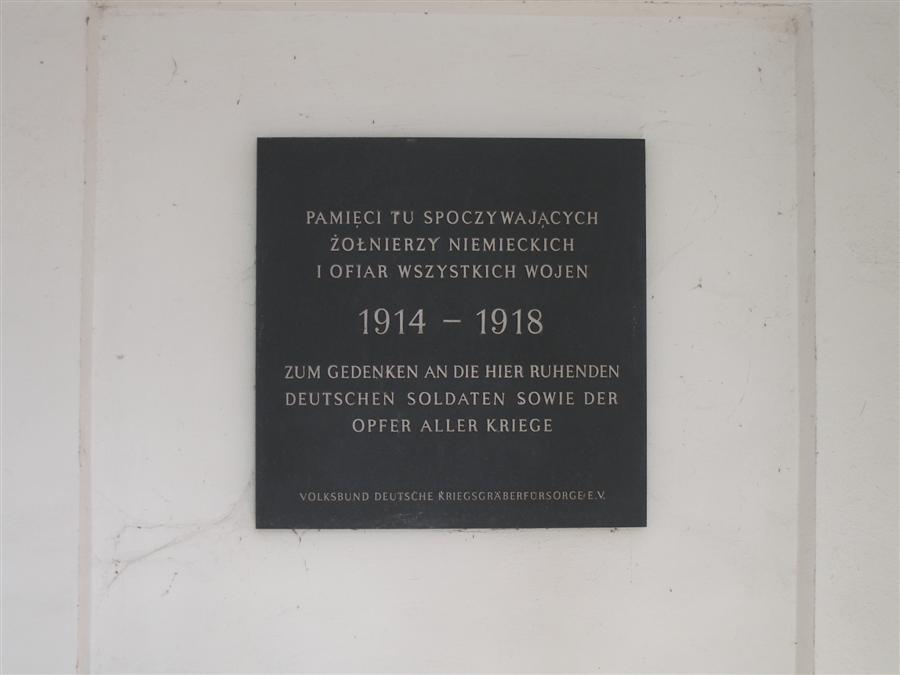 PAMIĘCI TU SPOCZYWAJĄCYCH
ŻOŁNIERZY NIEMIECKICH
I OFIAR WSZYSTKICH WOJEN
1914 – 1918
ZUM GEDENKEN AN DIE HIER RUHENDEN
DEUTSCHEN SOLDATEN SOWIE DER
OPFER ALLER KRIEGE
VOLKSBUND DEUTSCHE KRIEGSGRÄBERFÜRSORGE E.V.